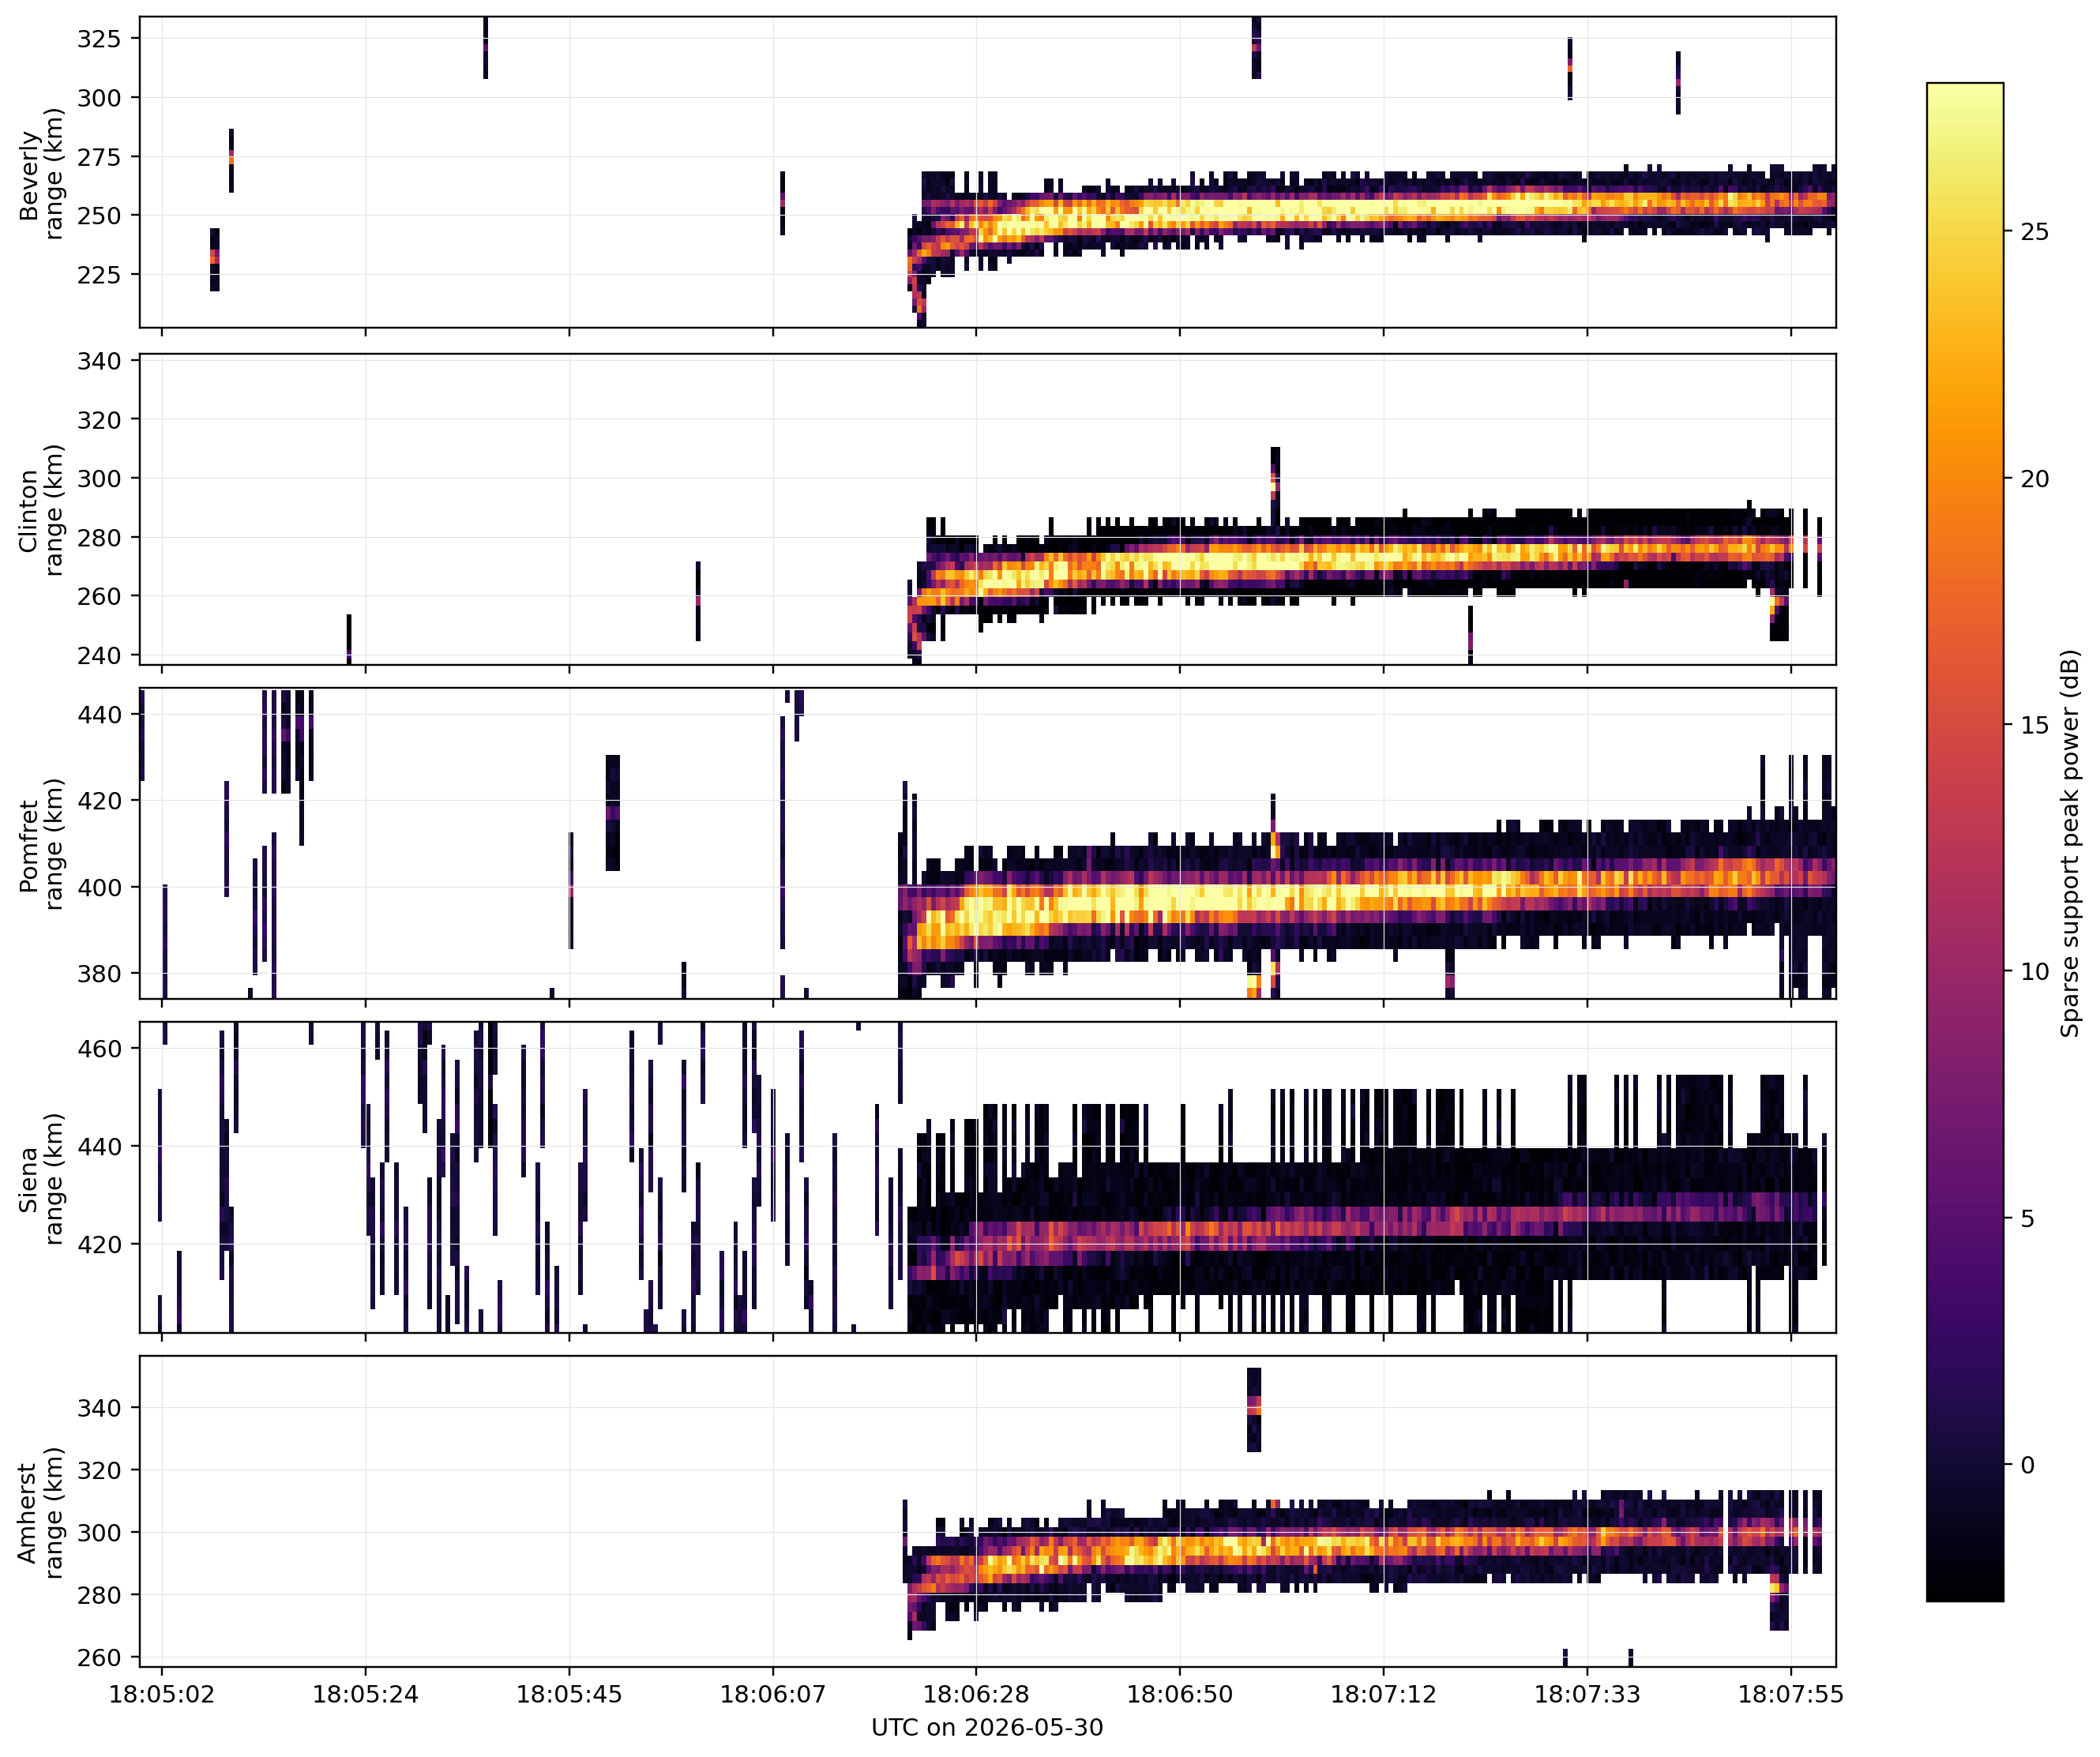 325
300
275
250
225
Beverly
range (km)
340
320
300
280
260
240
Clinton
range (km)
440
420
400
380
Pomfret
range (km)
460
440
420
Siena
range (km)
340
320
300
280
260
Amherst
range (km)
18:05:02 18:05:24 18:05:45 18:06:07 18:06:28 18:06:50 18:07:12 18:07:33 18:07:55
UTC on 2026-05-30
25
20
15
10
5
0
Sparse support peak power (dB)